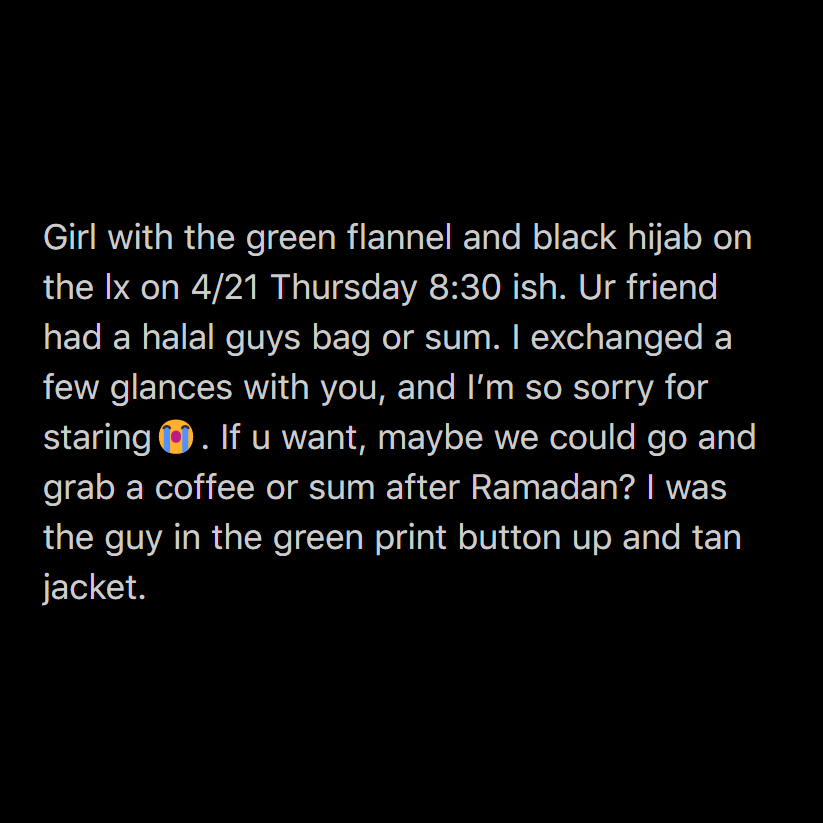 Girl with the green flannel and black hijab on
the lx on 4/21 Thursday 8:30 ish. Ur friend
had a halal guys bag or sum. I exchanged a
few glances with you, and I’m so sorry for
staring😭. If u want, maybe we could go and
grab a coffee or sum after Ramadan? I was
the guy in the green print button up and tan
jacket.